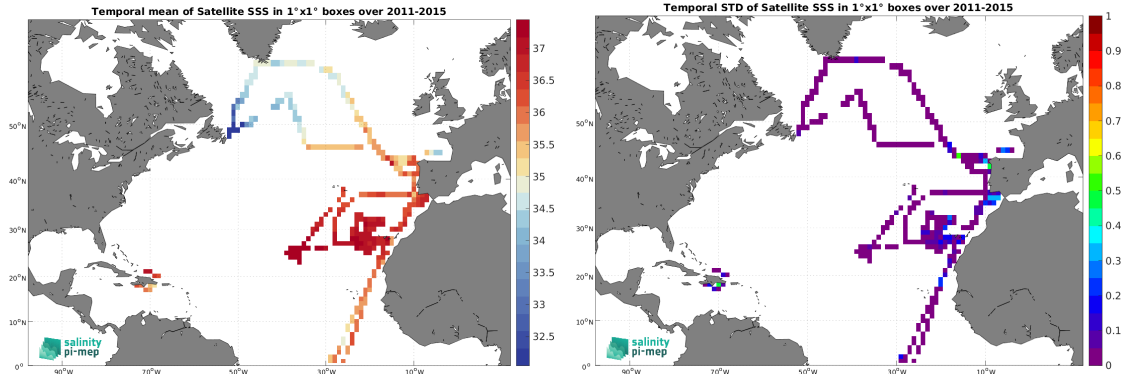 Temporal mean of Satellite SSS in 1°x1° boxes over 2011-2015
50°N
40°N
30°N
20°N
10°N
0°
90°W
70°W
50°W
30°W
10°W
37
36.5
36
35.5
35
34.5
34
33.5
33
32.5
salinity
pi-mep
Temporal STD of Satellite SSS in 1°x1° boxes over 2011-2015
50°N
40°N
30°N
20°N
10°N
0°
90°W
70°W
50°W
30°W
10°W
1
0.9
0.8
0.7
0.6
0.5
0.4
0.3
0.2
0.1
0
salinity
pi-mep